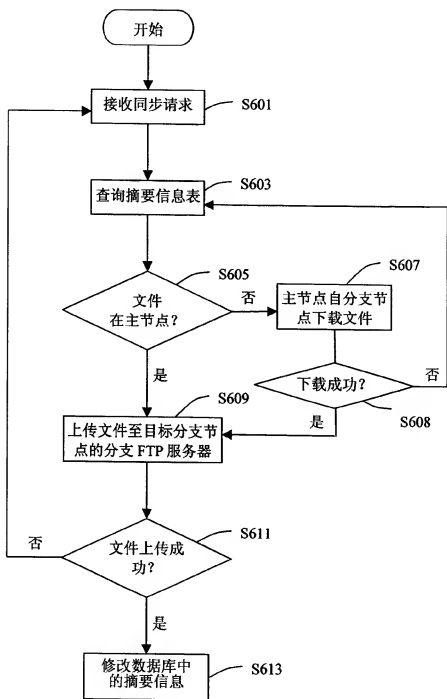 开始
接收同步请求
S601
查询摘要信息表
S603
S605
文件
在主节点？
否
S607
主节点自分支节
点下载文件
是
下载成功？
否
S608
是
S609
上传文件至目标分支节
点的分支 FTP 服务器
否
S611
文件上传成
功？
是
修改数据库中
的摘要信息
S613